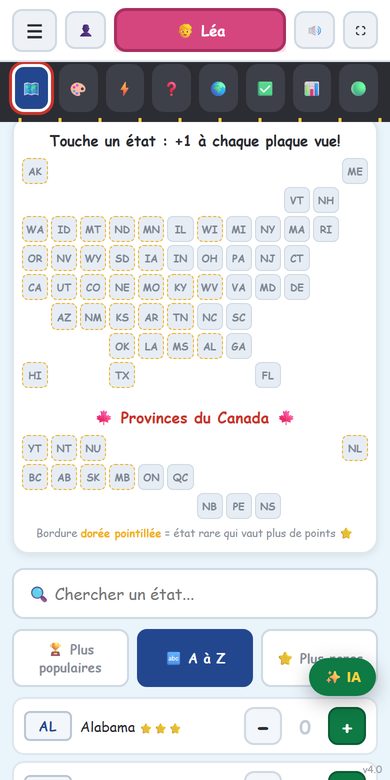 Léa
Touche un état : +1 à chaque plaque vue!
AK ME
VT NH
WA ID MT ND MN IL WI MI NY MA RI
OR NV WY SD IA IN OH PA NJ CT
CA UT CO NE MO KY WV VA MD DE
AZ NM KS AR TN NC SC
OK LA MS AL GA
HI TX FL
Provinces du Canada
YT NT NU NL
BC AB SK MB ON QC
NB PE NS
Bordure dorée pointillée = état rare qui vaut plus de points
Chercher un état...
Plus
populaires
abc A à Z
Plus rares
IA
AL Alabama − 0 +
v4.0